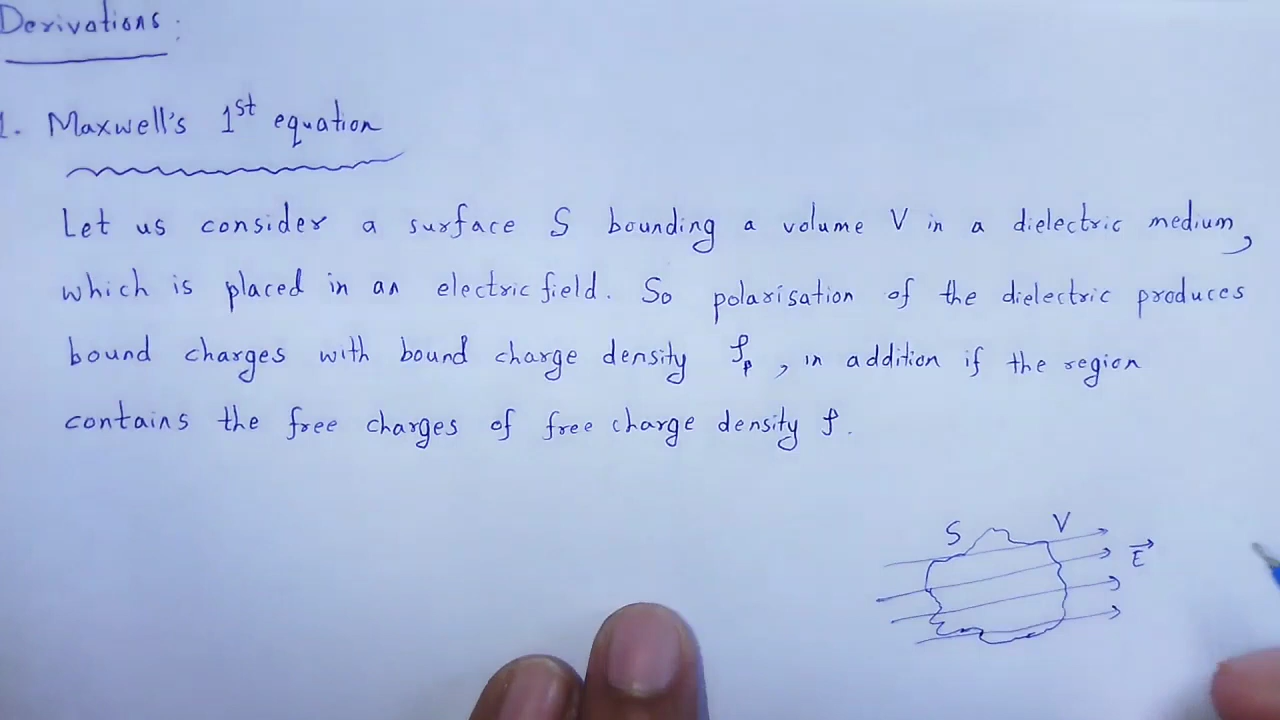 Derivations :
1. Maxwell's 1st equation
Let us consider a surface S bounding a volume V in a dielectric medium,
which is placed in an electric field. So polarisation of the dielectric produces
bound charges with bound charge density ρₚ, in addition if the region
contains the free charges of free charge density ρ.
S V
E⃗